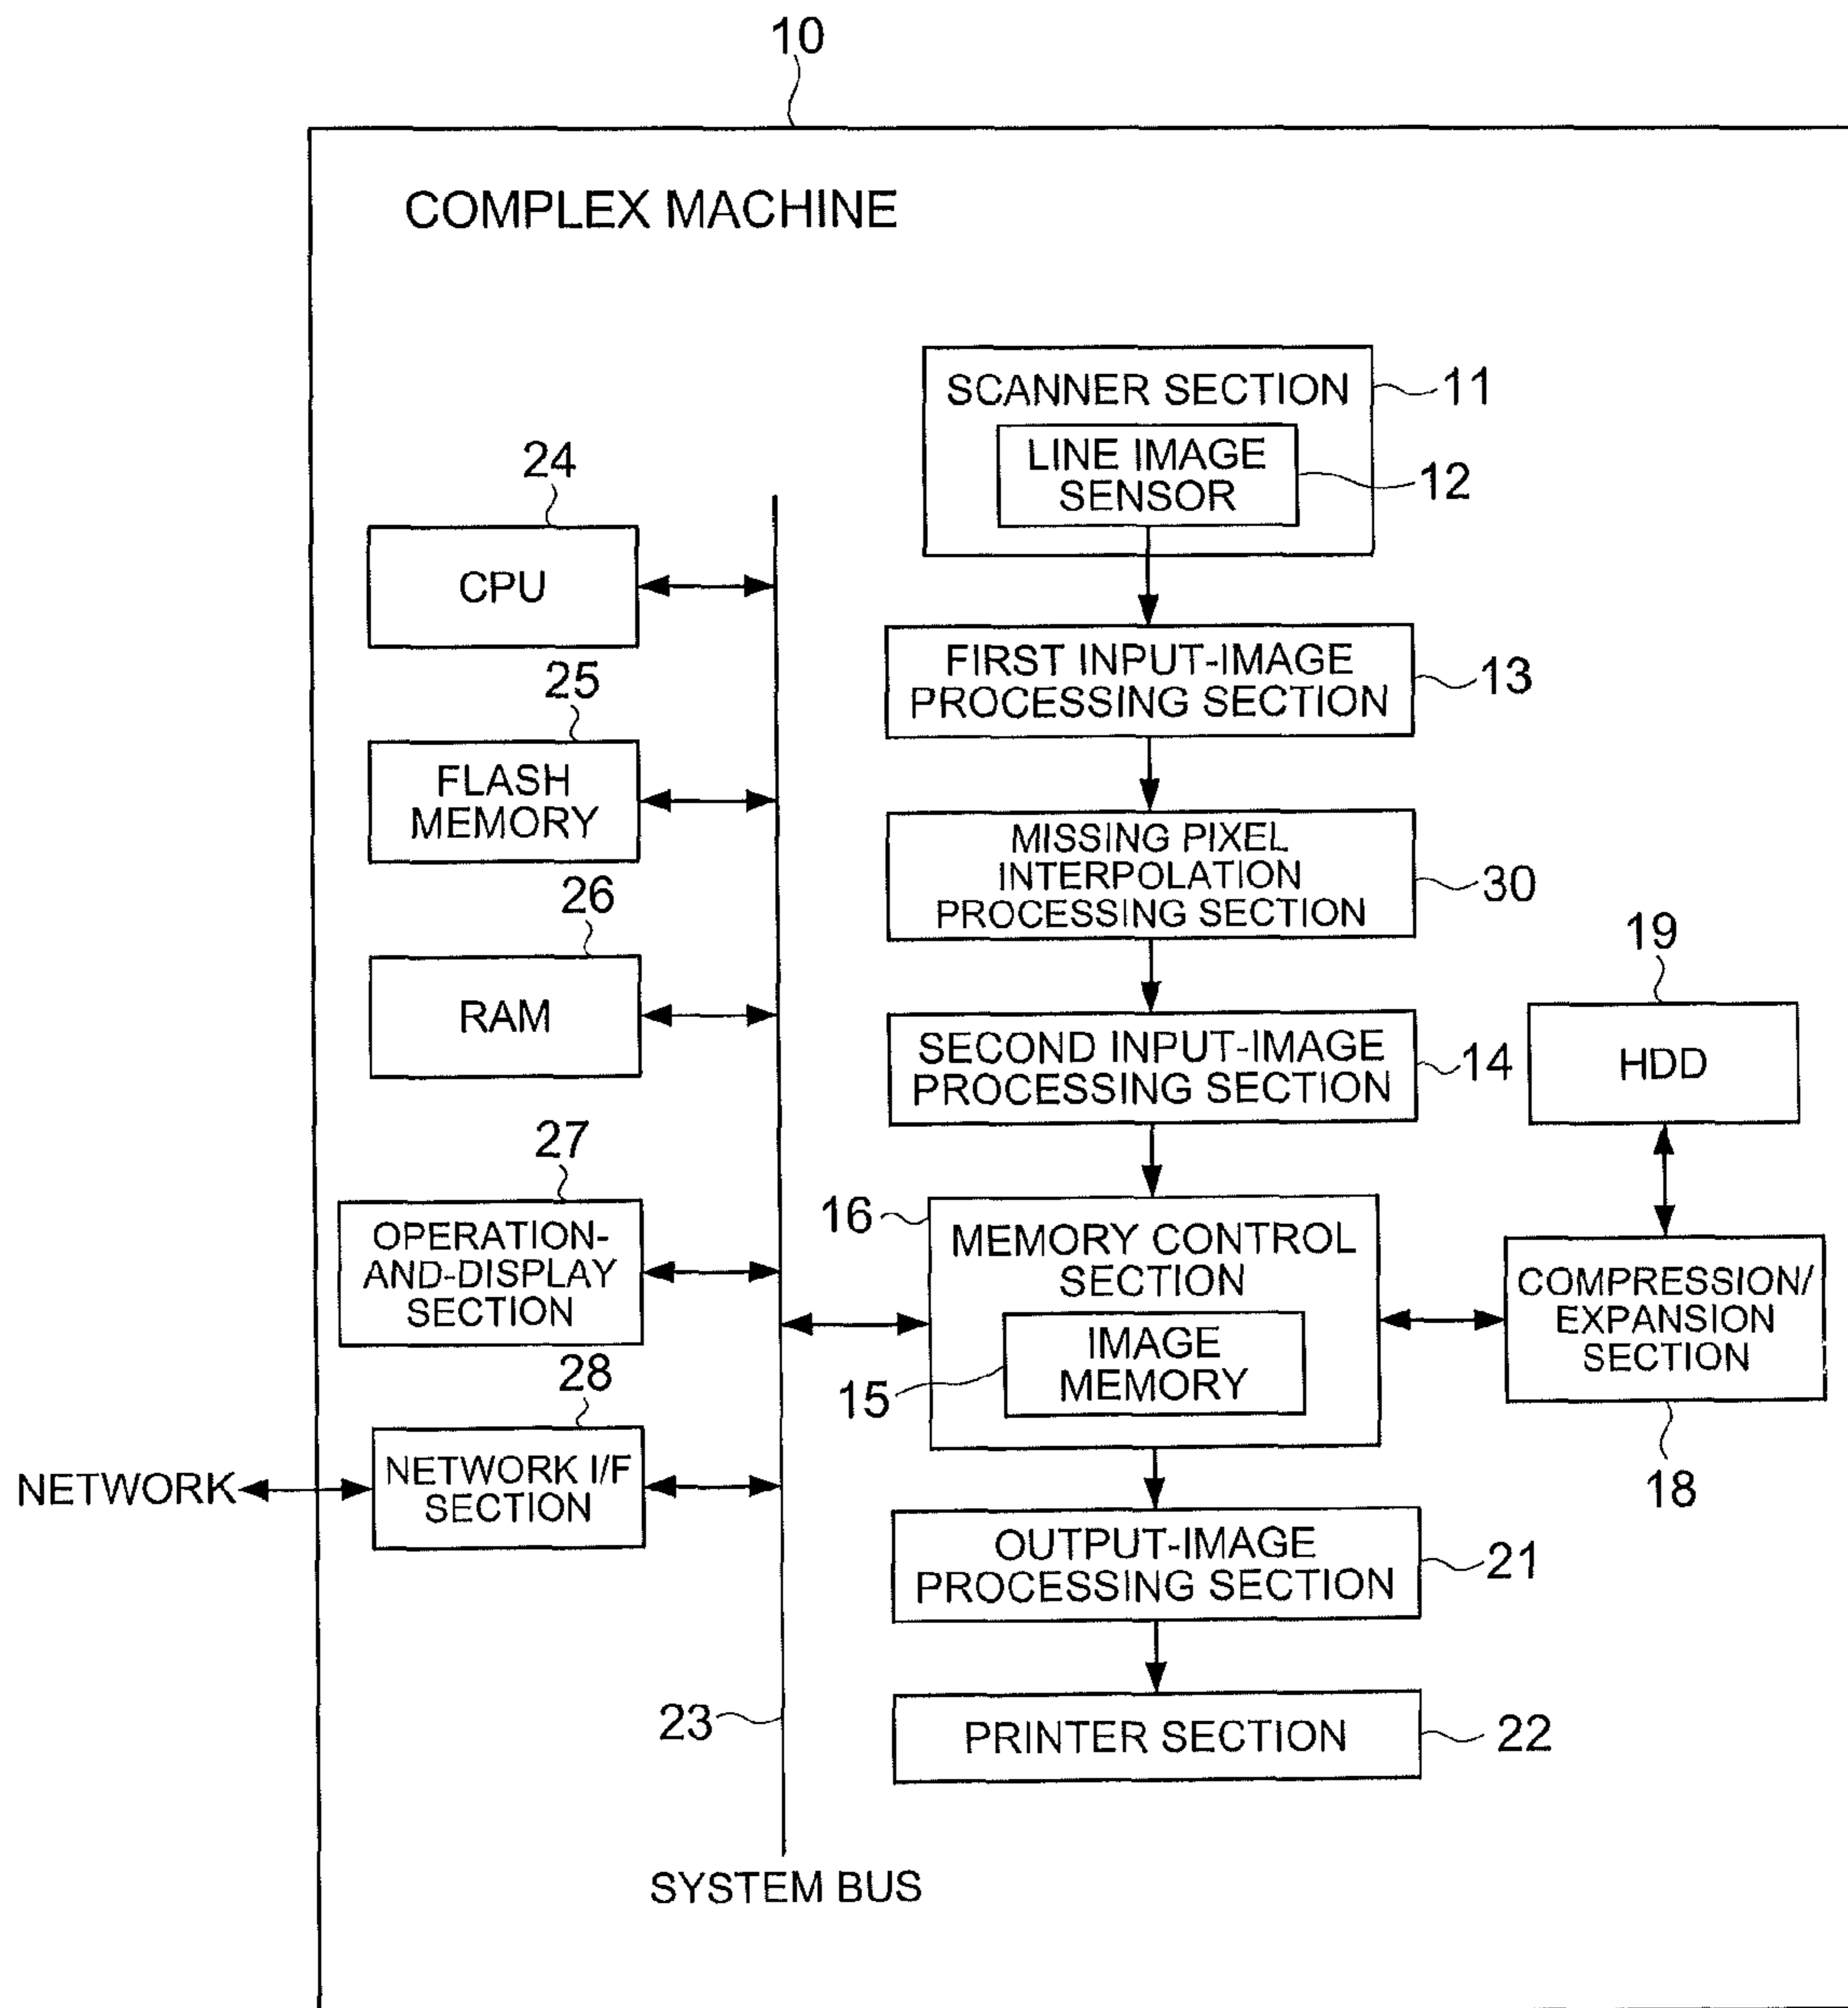 10
COMPLEX MACHINE
SCANNER SECTION
11
LINE IMAGE
SENSOR
12
24
CPU
FIRST INPUT-IMAGE
PROCESSING SECTION
13
25
FLASH
MEMORY
MISSING PIXEL
INTERPOLATION
PROCESSING SECTION
30
26
RAM
SECOND INPUT-IMAGE
PROCESSING SECTION
14
19
HDD
27
OPERATION-
AND-DISPLAY
SECTION
16
MEMORY CONTROL
SECTION
IMAGE
MEMORY
15
COMPRESSION/
EXPANSION
SECTION
18
28
NETWORK
NETWORK I/F
SECTION
OUTPUT-IMAGE
PROCESSING SECTION
21
23
PRINTER SECTION
22
SYSTEM BUS